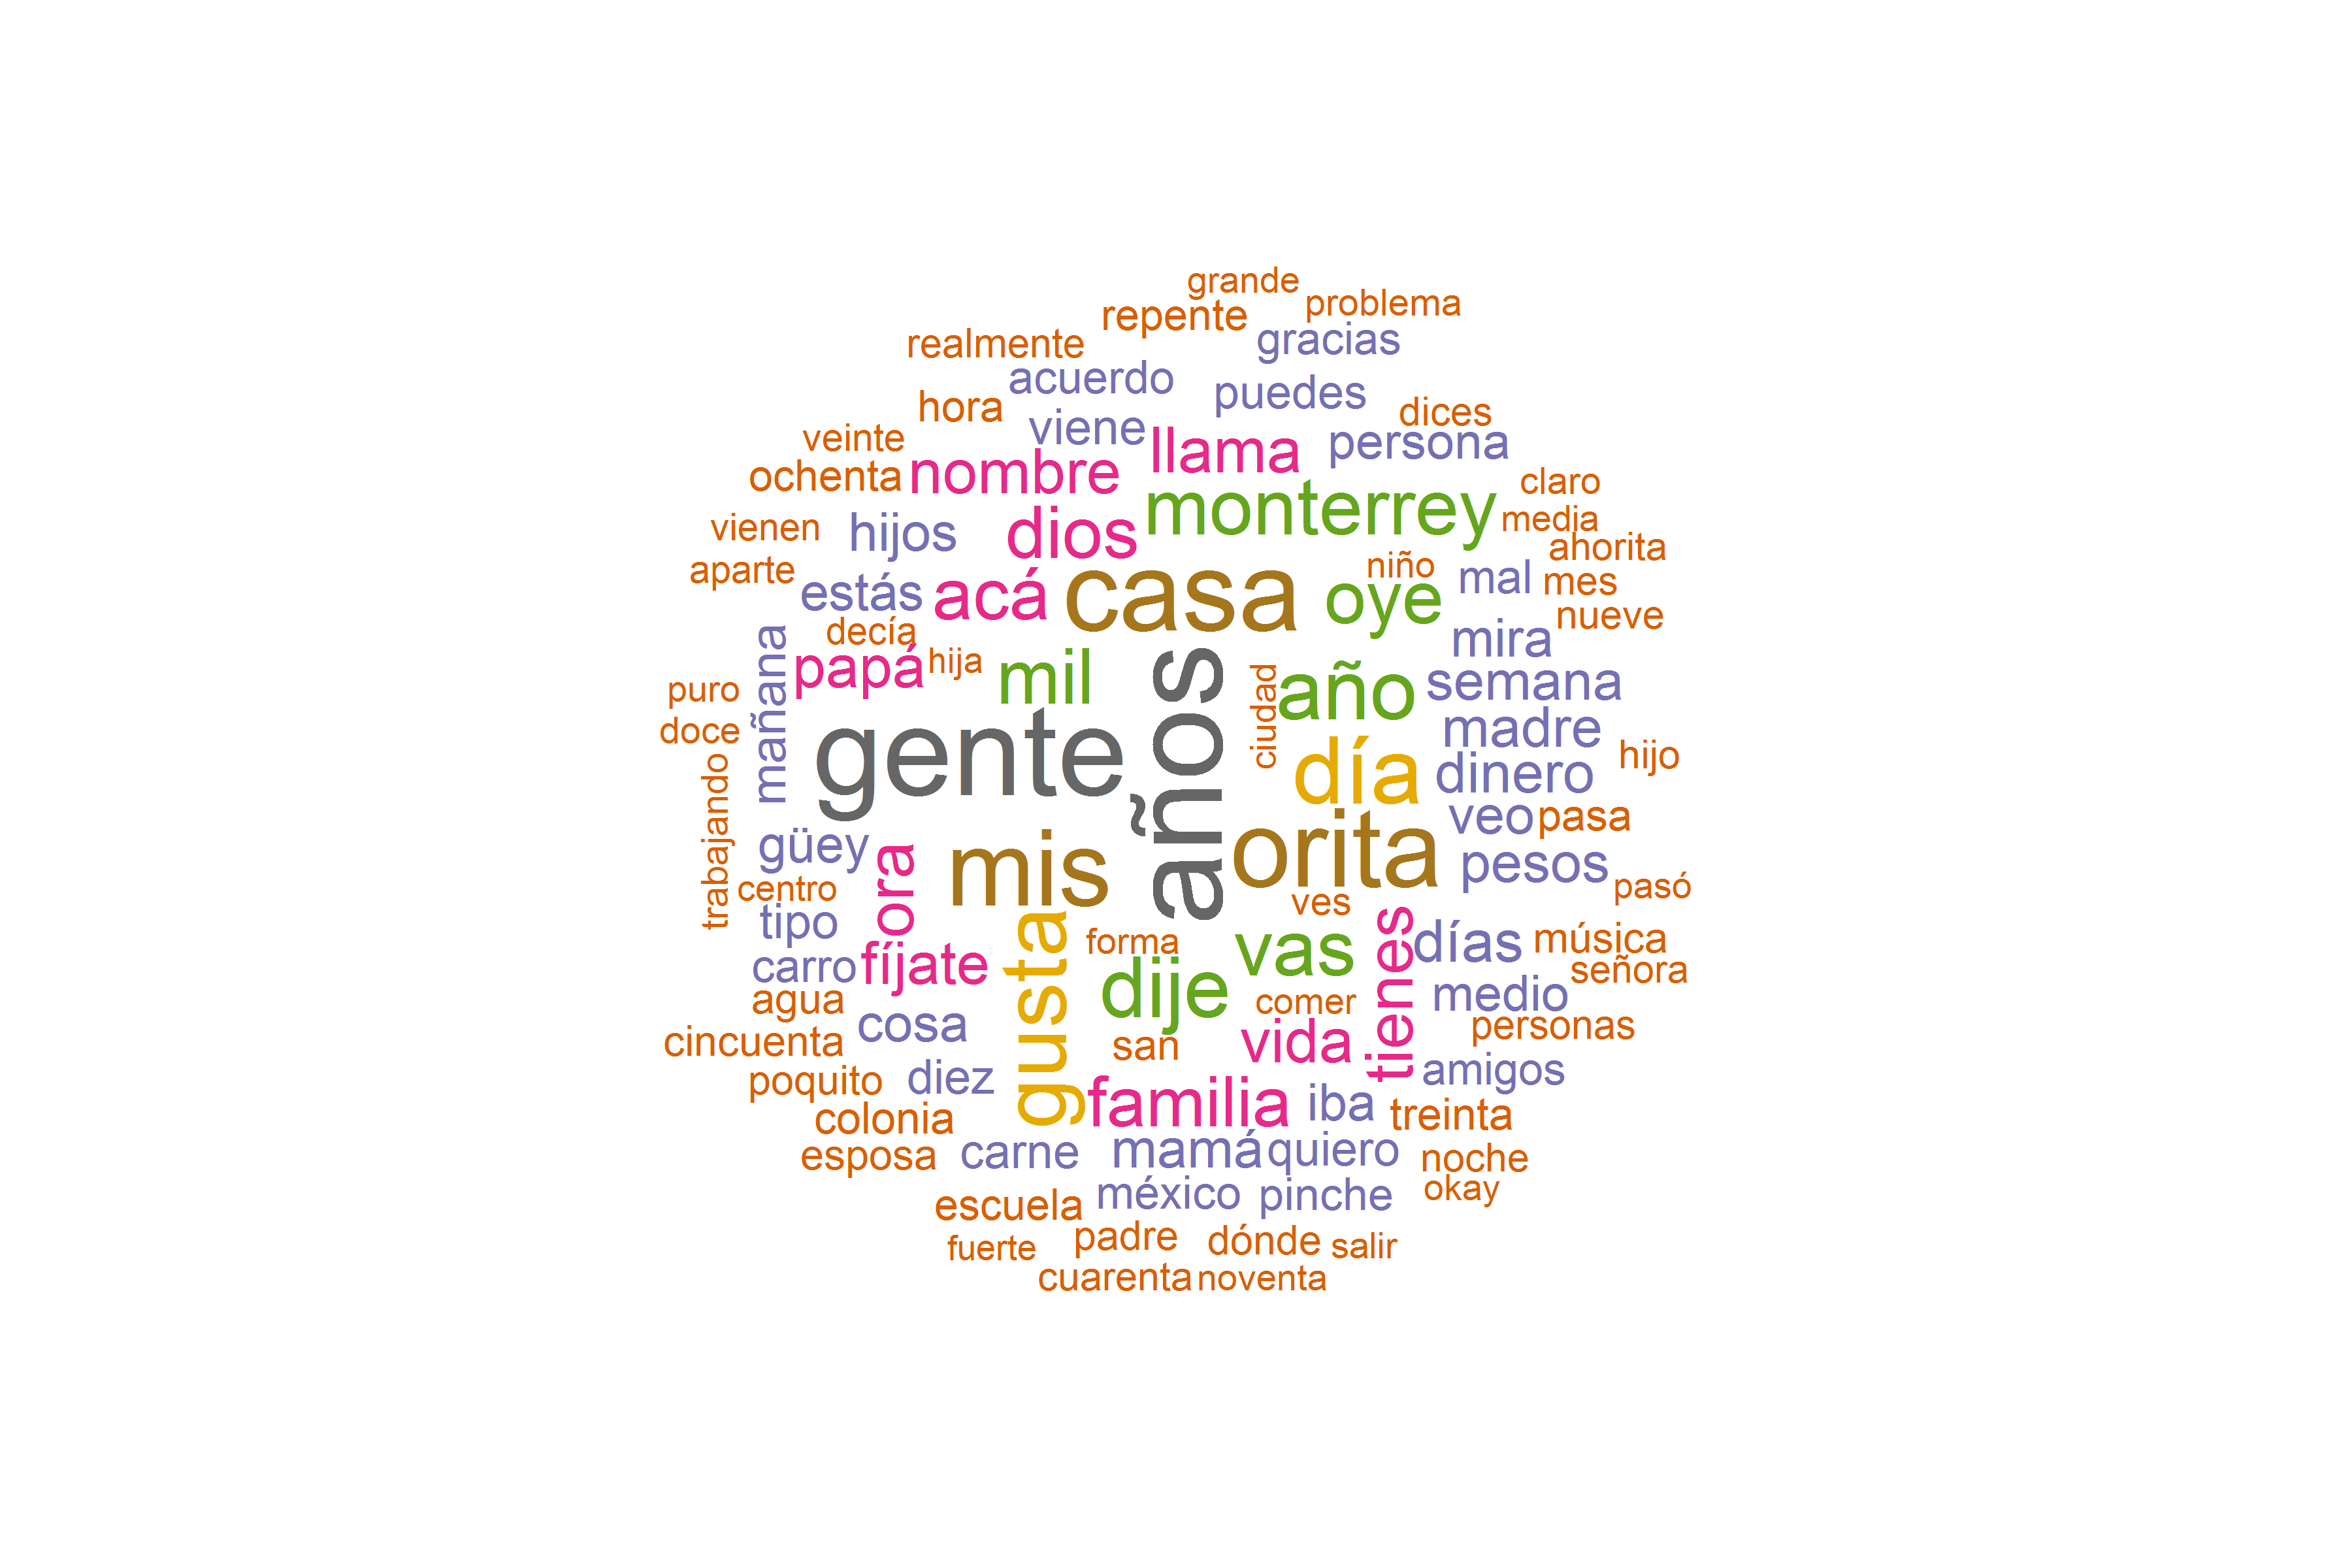 grande
problema
repente
gracias
realmente
acuerdo
puedes
hora
dices
viene
veinte
llama
persona
nombre
ochenta
claro
monterrey
media
vienen
hijos
dios
ahorita
aparte
niño
mal
mes
estás
acá
casa
oye
nueve
decía
mira
papá
hija
mil
mañana
puro
ciudad
año
semana
doce
madre
gente
años
día
dinero
hijo
trabajando
veo
pasa
güey
ora
mis
orita
pesos
centro
pasó
ves
tipo
gusta
forma
vas
tienes
días
música
carro
fíjate
señora
agua
dije
comer
medio
cosa
personas
cincuenta
san
vida
poquito
diez
amigos
colonia
familia
iba
treinta
esposa
carne
mamá
quiero
noche
okay
escuela
méxico
pinche
fuerte
padre
dónde
salir
cuarenta
noventa